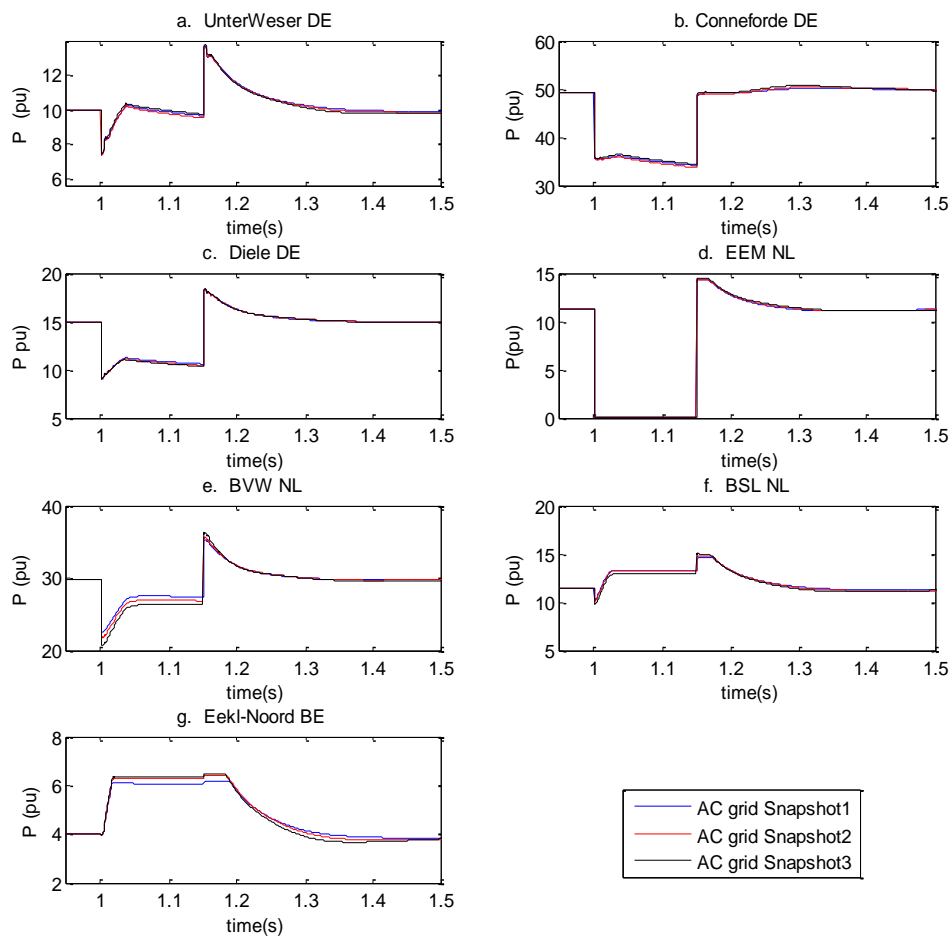 a. UnterWeser DE
P (pu)
12
10
8
6
1 1.1 1.2 1.3 1.4 1.5
time(s)
b. Conneforde DE
P (pu)
60
50
40
30
1 1.1 1.2 1.3 1.4 1.5
time(s)
c. Diele DE
P pu)
20
15
10
5
1 1.1 1.2 1.3 1.4 1.5
time(s)
d. EEM NL
P(pu)
15
10
5
0
1 1.1 1.2 1.3 1.4 1.5
time(s)
e. BVW NL
P (pu)
40
30
20
1 1.1 1.2 1.3 1.4 1.5
time(s)
f. BSL NL
P (pu)
20
15
10
5
1 1.1 1.2 1.3 1.4 1.5
time(s)
g. Eekl-Noord BE
P (pu)
8
6
4
2
1 1.1 1.2 1.3 1.4 1.5
time(s)
AC grid Snapshot1
AC grid Snapshot2
AC grid Snapshot3